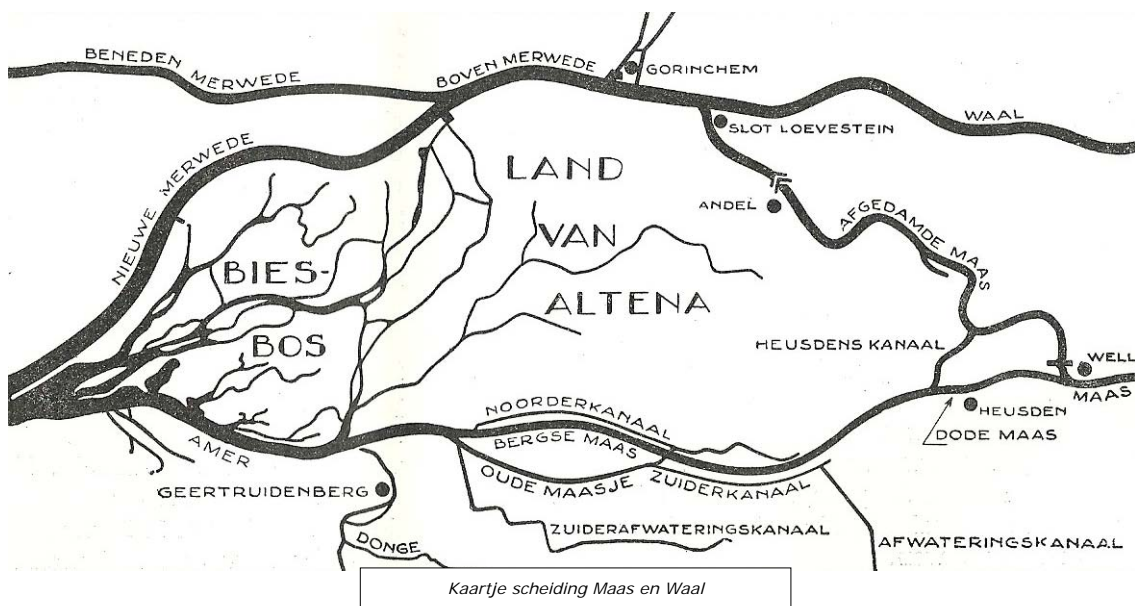 BENEDEN MERWEDE
BOVEN MERWEDE
GORINCHEM
SLOT LOEVESTEIN
WAAL
NIEUWE MERWEDE
LAND
VAN
ALTENA
ANDEL
AFGEDAMDE MAAS
BIES-
BOS
HEUSDENS KANAAL
WELL
MAAS
HEUSDEN
DODE MAAS
NOORDERKANAAL
BERGSE MAAS
AMER
OUDE MAASJE
ZUIDERKANAAL
GEERTRUIDENBERG
ZUIDERAFWATERINGSKANAAL
AFWATERINGSKANAAL
DONGE
Kaartje scheiding Maas en Waal